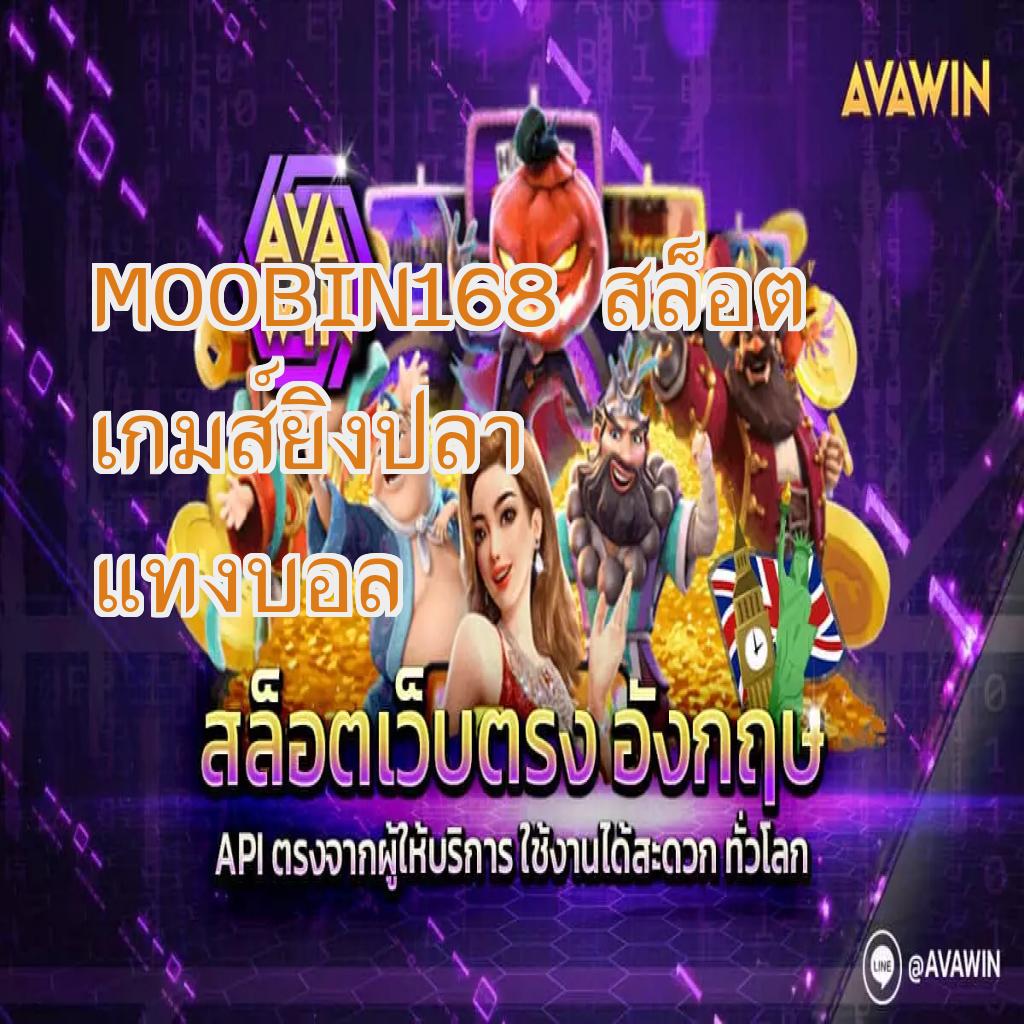 AVAWIN
AVA
WIN
MOOBIN168 สล็อต
เกมส์ยิงปลา
แทงบอล
สล็อตเว็บตรง อังกฤษ
API ตรงจากผู้ให้บริการ ใช้งานได้สะดวก ทั่วโลก
LINE @AVAWIN